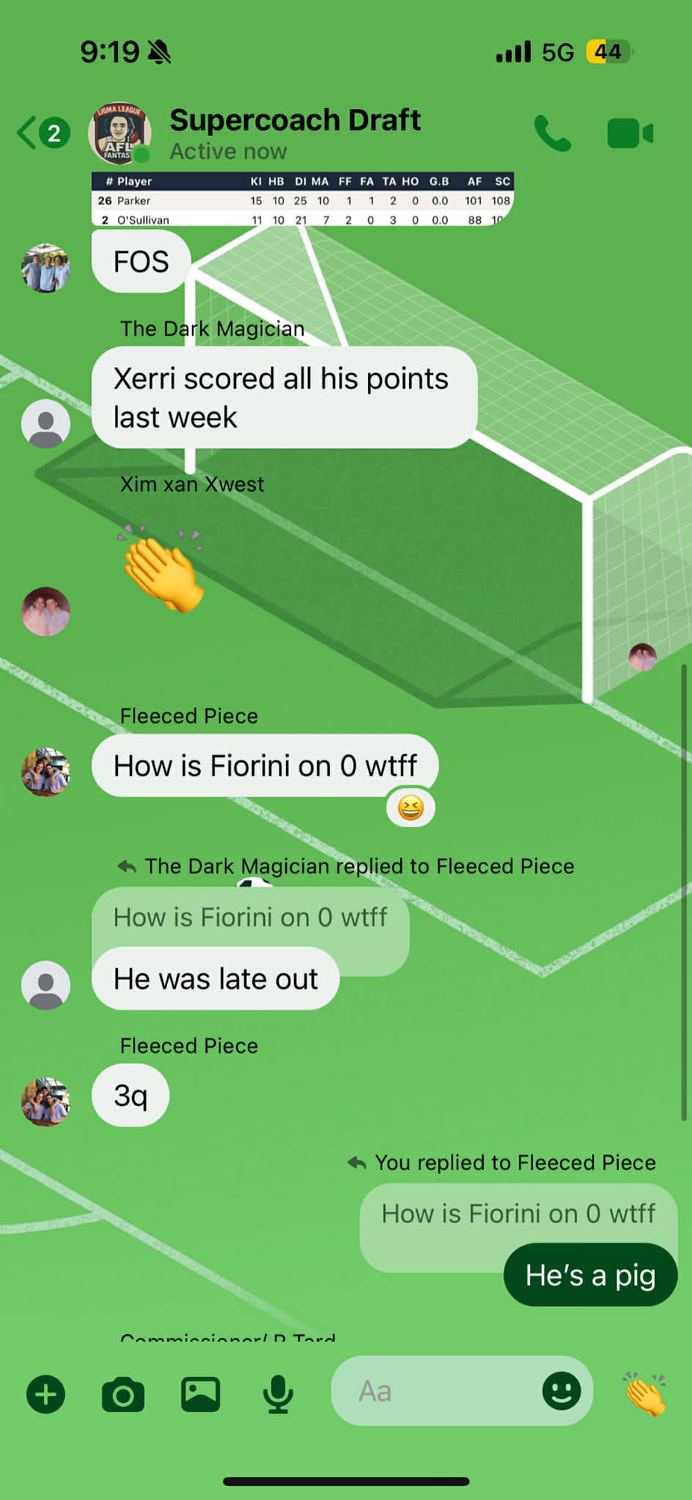 9:19
5G
44
2
LIGMA LEAGUE
AFL
FANTASY
Supercoach Draft
Active now
# Player KI HB DI MA FF FA TA HO G.B AF SC
26 Parker 15 10 25 10 1 1 2 0 0.0 101 108
2 O'Sullivan 11 10 21 7 2 0 3 0 0.0 88
FOS
The Dark Magician
Xerri scored all his points
last week
Xim xan Xwest
Fleeced Piece
How is Fiorini on 0 wtff
The Dark Magician replied to Fleeced Piece
How is Fiorini on 0 wtff
He was late out
Fleeced Piece
3q
You replied to Fleeced Piece
How is Fiorini on 0 wtff
He's a pig
Aa